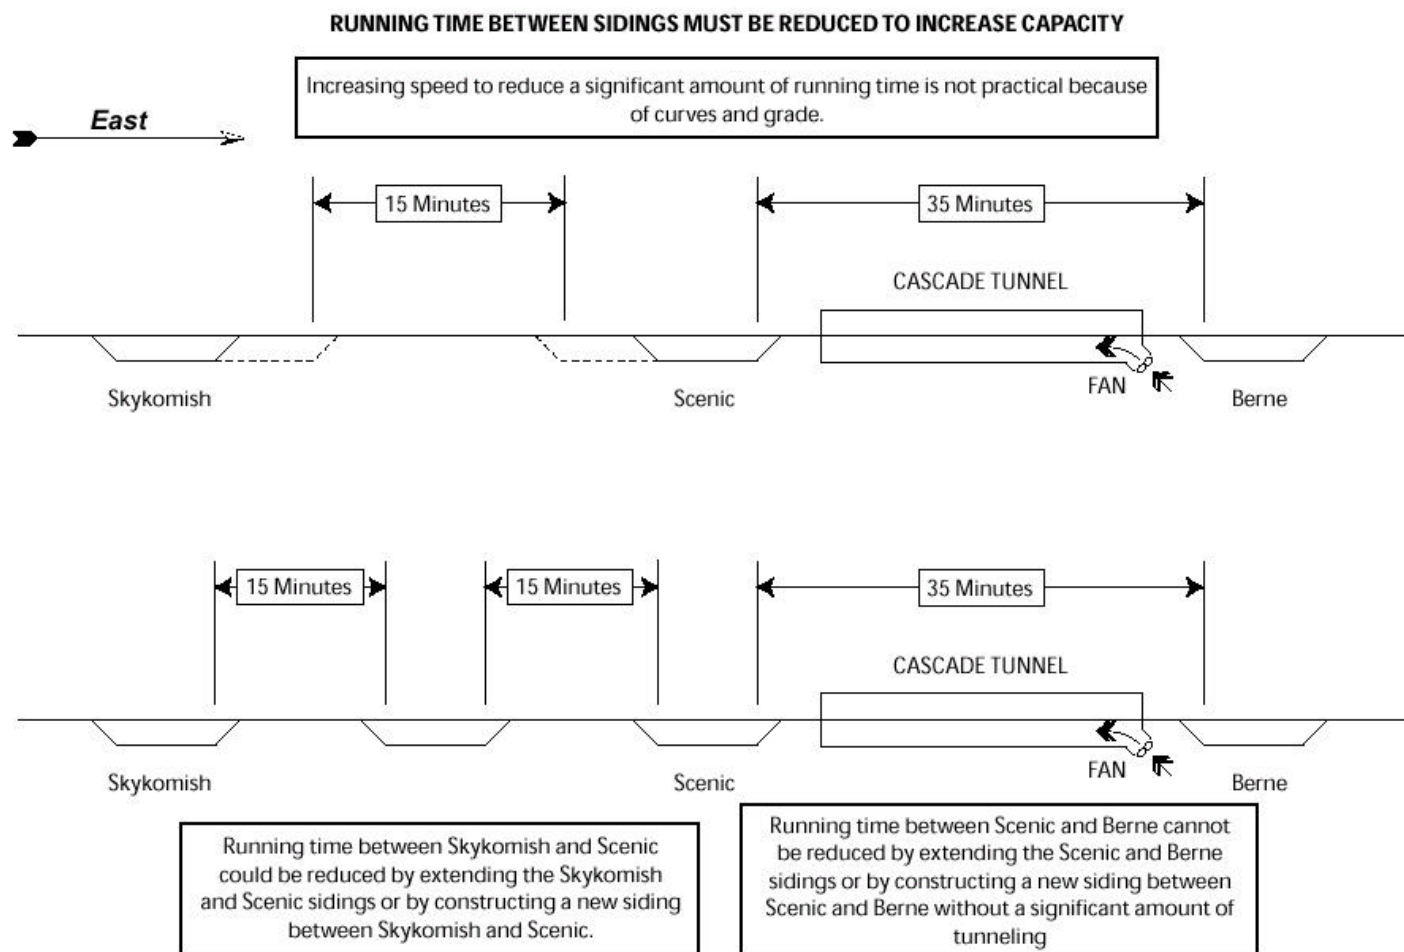 RUNNING TIME BETWEEN SIDINGS MUST BE REDUCED TO INCREASE CAPACITY
Increasing speed to reduce a significant amount of running time is not practical because
of curves and grade.
East
15 Minutes
35 Minutes
CASCADE TUNNEL
FAN
Skykomish
Scenic
Berne
15 Minutes
15 Minutes
35 Minutes
CASCADE TUNNEL
FAN
Skykomish
Scenic
Berne
Running time between Skykomish and Scenic
could be reduced by extending the Skykomish
and Scenic sidings or by constructing a new siding
between Skykomish and Scenic.
Running time between Scenic and Berne cannot
be reduced by extending the Scenic and Berne
sidings or by constructing a new siding between
Scenic and Berne without a significant amount of
tunneling